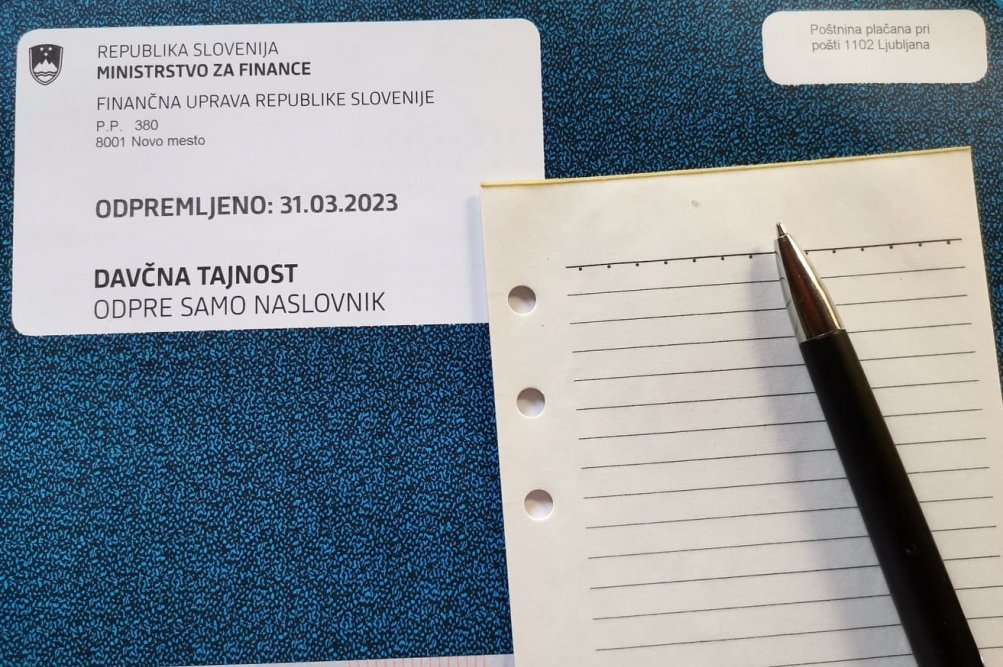 REPUBLIKA SLOVENIJA
MINISTRSTVO ZA FINANCE
FINANČNA UPRAVA REPUBLIKE SLOVENIJE
P.P. 380
8001 Novo mesto
ODPREMLJENO: 31.03.2023
DAVČNA TAJNOST
ODPRE SAMO NASLOVNIK
Poštnina plačana pri
pošti 1102 Ljubljana